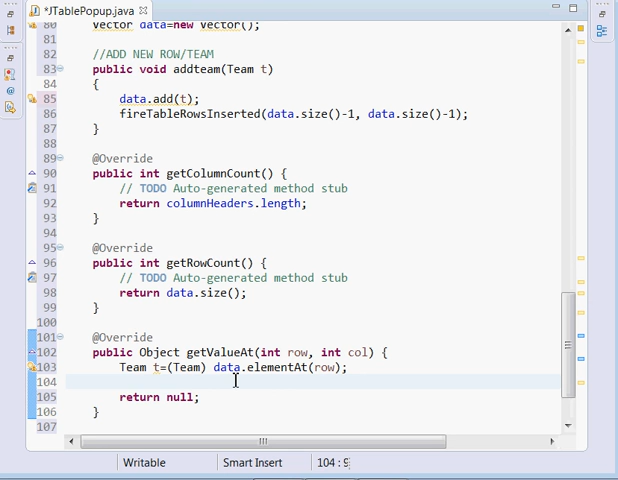 *JTablePopup.java
80 Vector data=new Vector();
81
82 //ADD NEW ROW/TEAM
83 public void addteam(Team t)
84 {
85 data.add(t);
86 fireTableRowsInserted(data.size()-1, data.size()-1);
87 }
88
89 @Override
90 public int getColumnCount() {
91 // TODO Auto-generated method stub
92 return columnHeaders.length;
93 }
94
95 @Override
96 public int getRowCount() {
97 // TODO Auto-generated method stub
98 return data.size();
99 }
100
101 @Override
102 public Object getValueAt(int row, int col) {
103 Team t=(Team) data.elementAt(row);
104
105 return null;
106 }
107
Writable Smart Insert 104 : 9